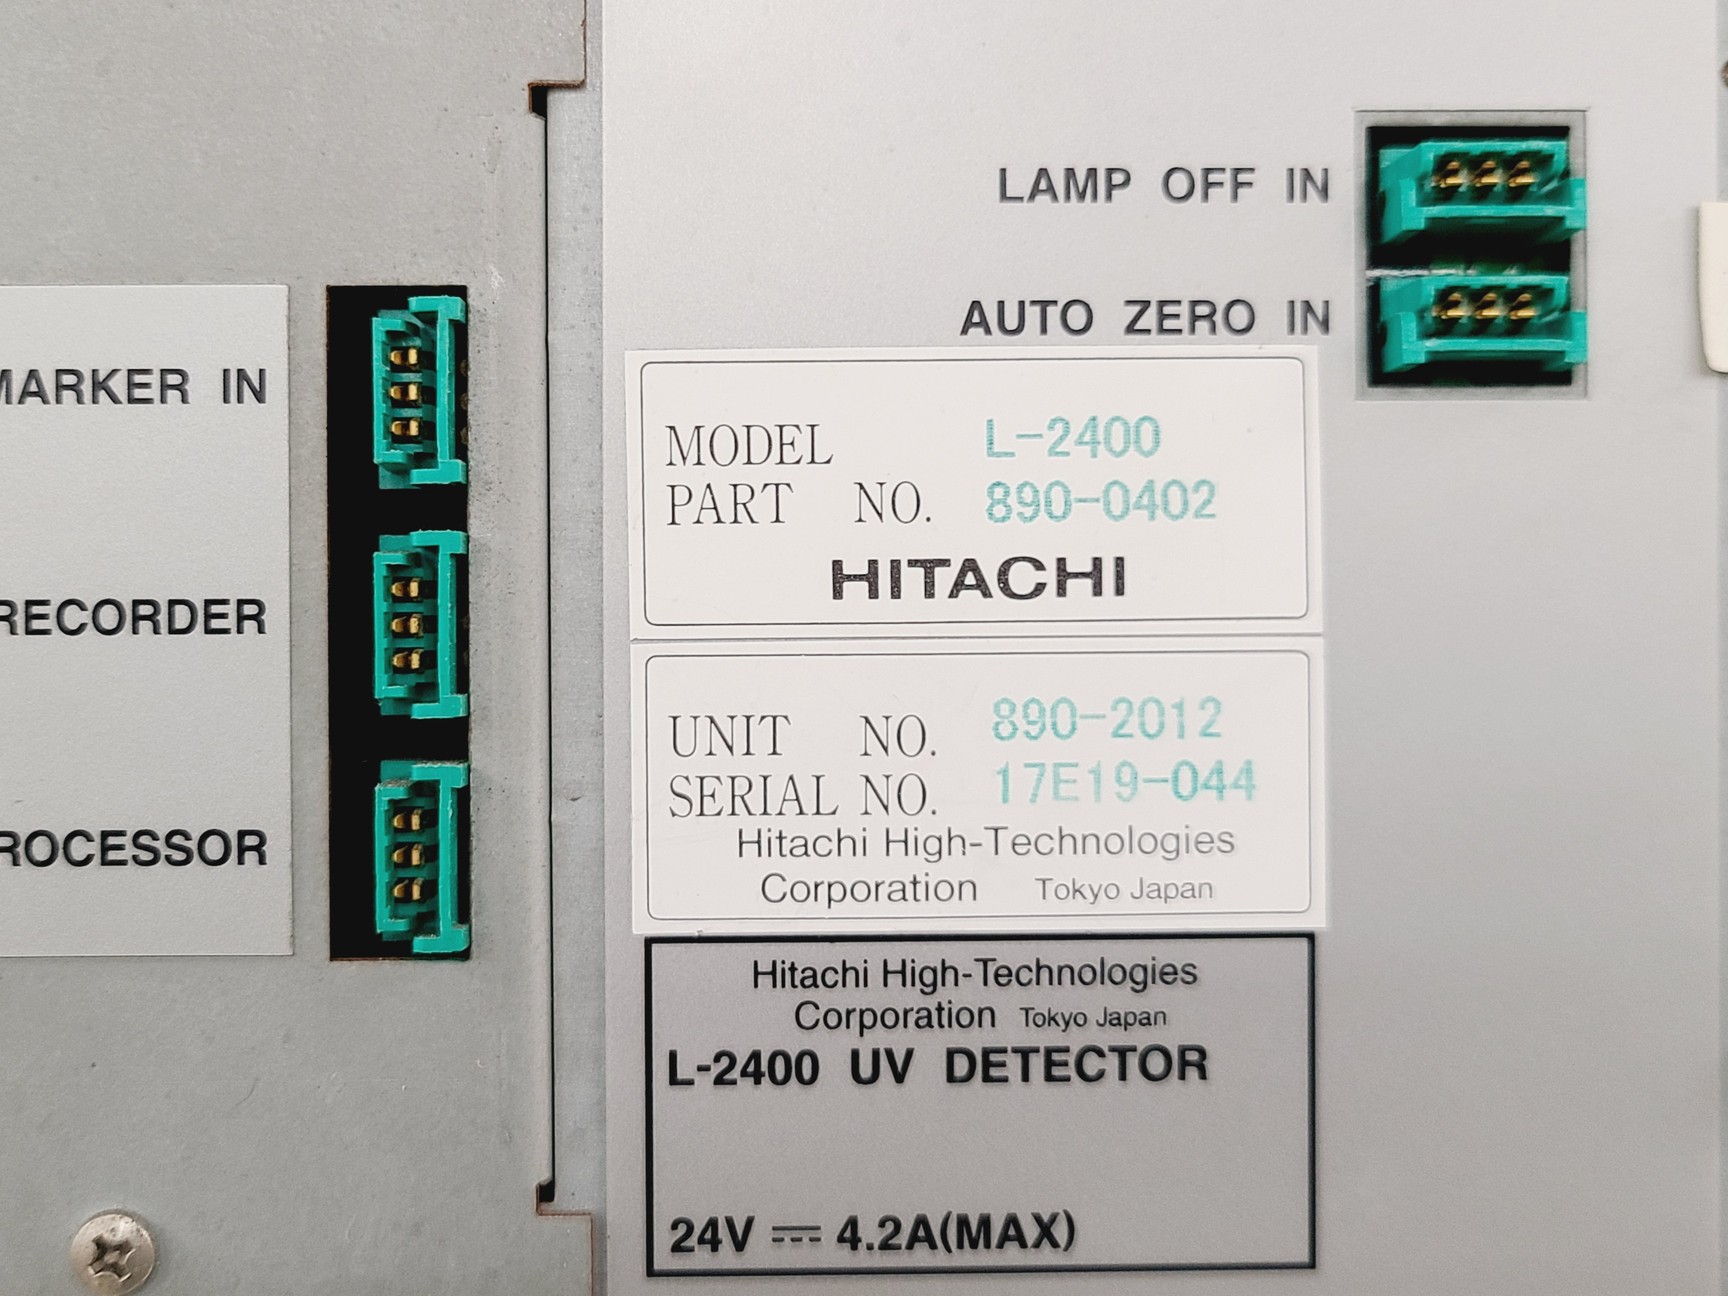 LAMP OFF IN
AUTO ZERO IN
MARKER IN
RECORDER
ROCESSOR
MODEL L-2400
PART NO. 890-0402
HITACHI
UNIT NO. 890-2012
SERIAL NO. 17E19-044
Hitachi High-Technologies
Corporation Tokyo Japan
Hitachi High-Technologies
Corporation Tokyo Japan
L-2400 UV DETECTOR
24V ⎓ 4.2A(MAX)